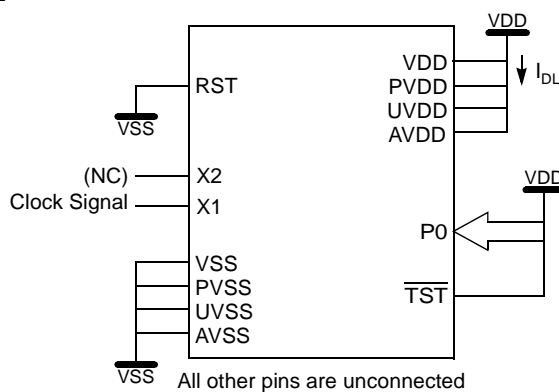 VDD
VDD
PVDD
UVDD
AVDD
IDL
RST
VSS
(NC)
X2
Clock Signal
X1
VDD
P0
TST
VSS
PVSS
UVSS
AVSS
VSS
All other pins are unconnected